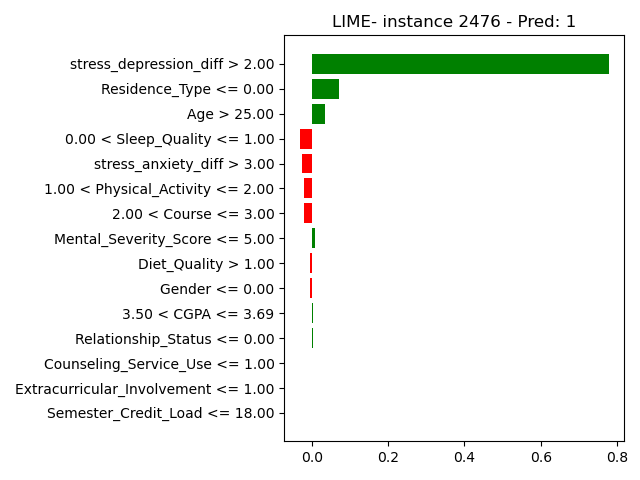 LIME- instance 2476 - Pred: 1
stress_depression_diff > 2.00
Residence_Type <= 0.00
Age > 25.00
0.00 < Sleep_Quality <= 1.00
stress_anxiety_diff > 3.00
1.00 < Physical_Activity <= 2.00
2.00 < Course <= 3.00
Mental_Severity_Score <= 5.00
Diet_Quality > 1.00
Gender <= 0.00
3.50 < CGPA <= 3.69
Relationship_Status <= 0.00
Counseling_Service_Use <= 1.00
Extracurricular_Involvement <= 1.00
Semester_Credit_Load <= 18.00
0.0 0.2 0.4 0.6 0.8